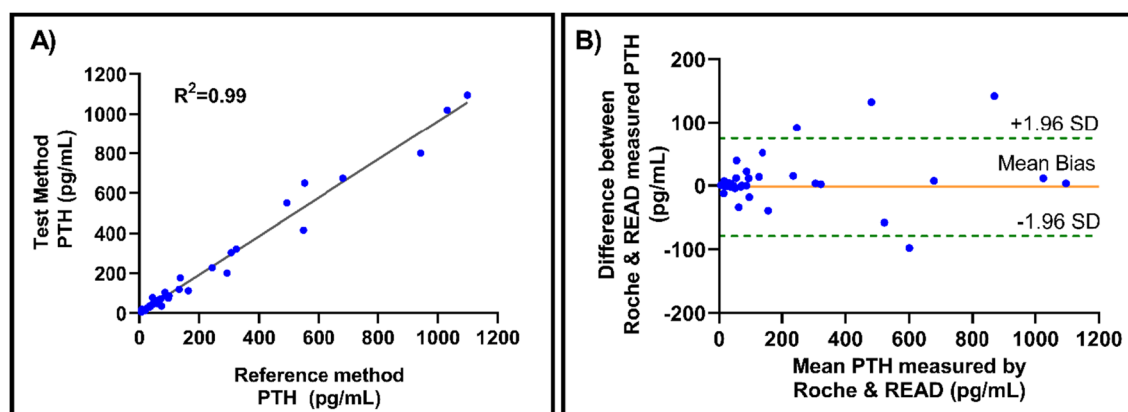 A)
1200
1000
800
600
400
200
0
R²=0.99
Test Method
PTH (pg/mL)
0 200 400 600 800 1000 1200
Reference method
PTH (pg/mL)
B)
200
100
0
-100
-200
Difference between
Roche & READ measured PTH
(pg/mL)
+1.96 SD
Mean Bias
-1.96 SD
0 200 400 600 800 1000 1200
Mean PTH measured by
Roche & READ (pg/mL)